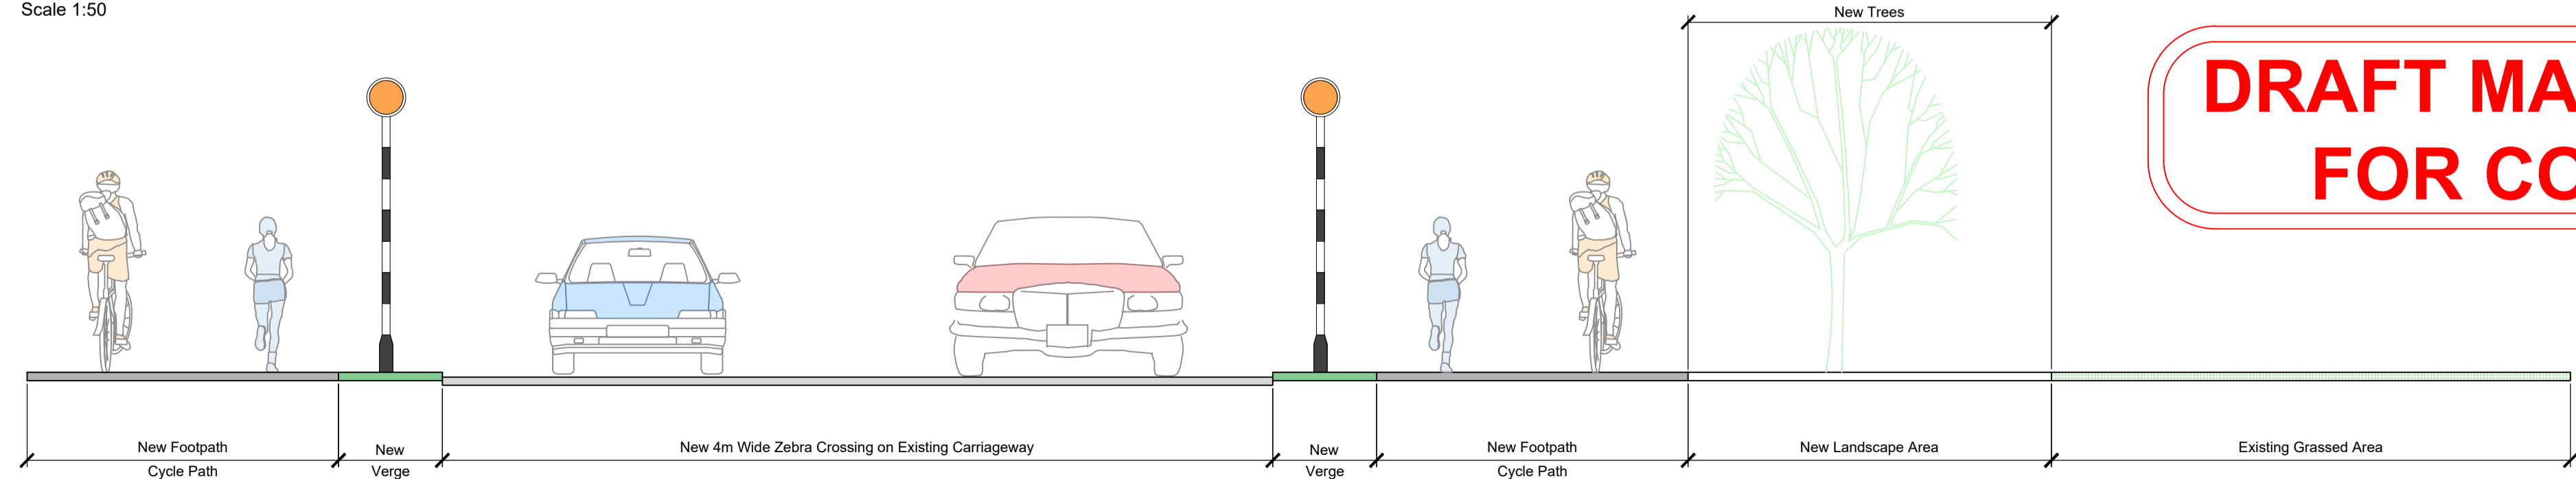 Scale 1:50
New Trees
DRAFT MA
FOR CO
New Footpath
Cycle Path
New
Verge
New 4m Wide Zebra Crossing on Existing Carriageway
New
Verge
New Footpath
Cycle Path
New Landscape Area
Existing Grassed Area